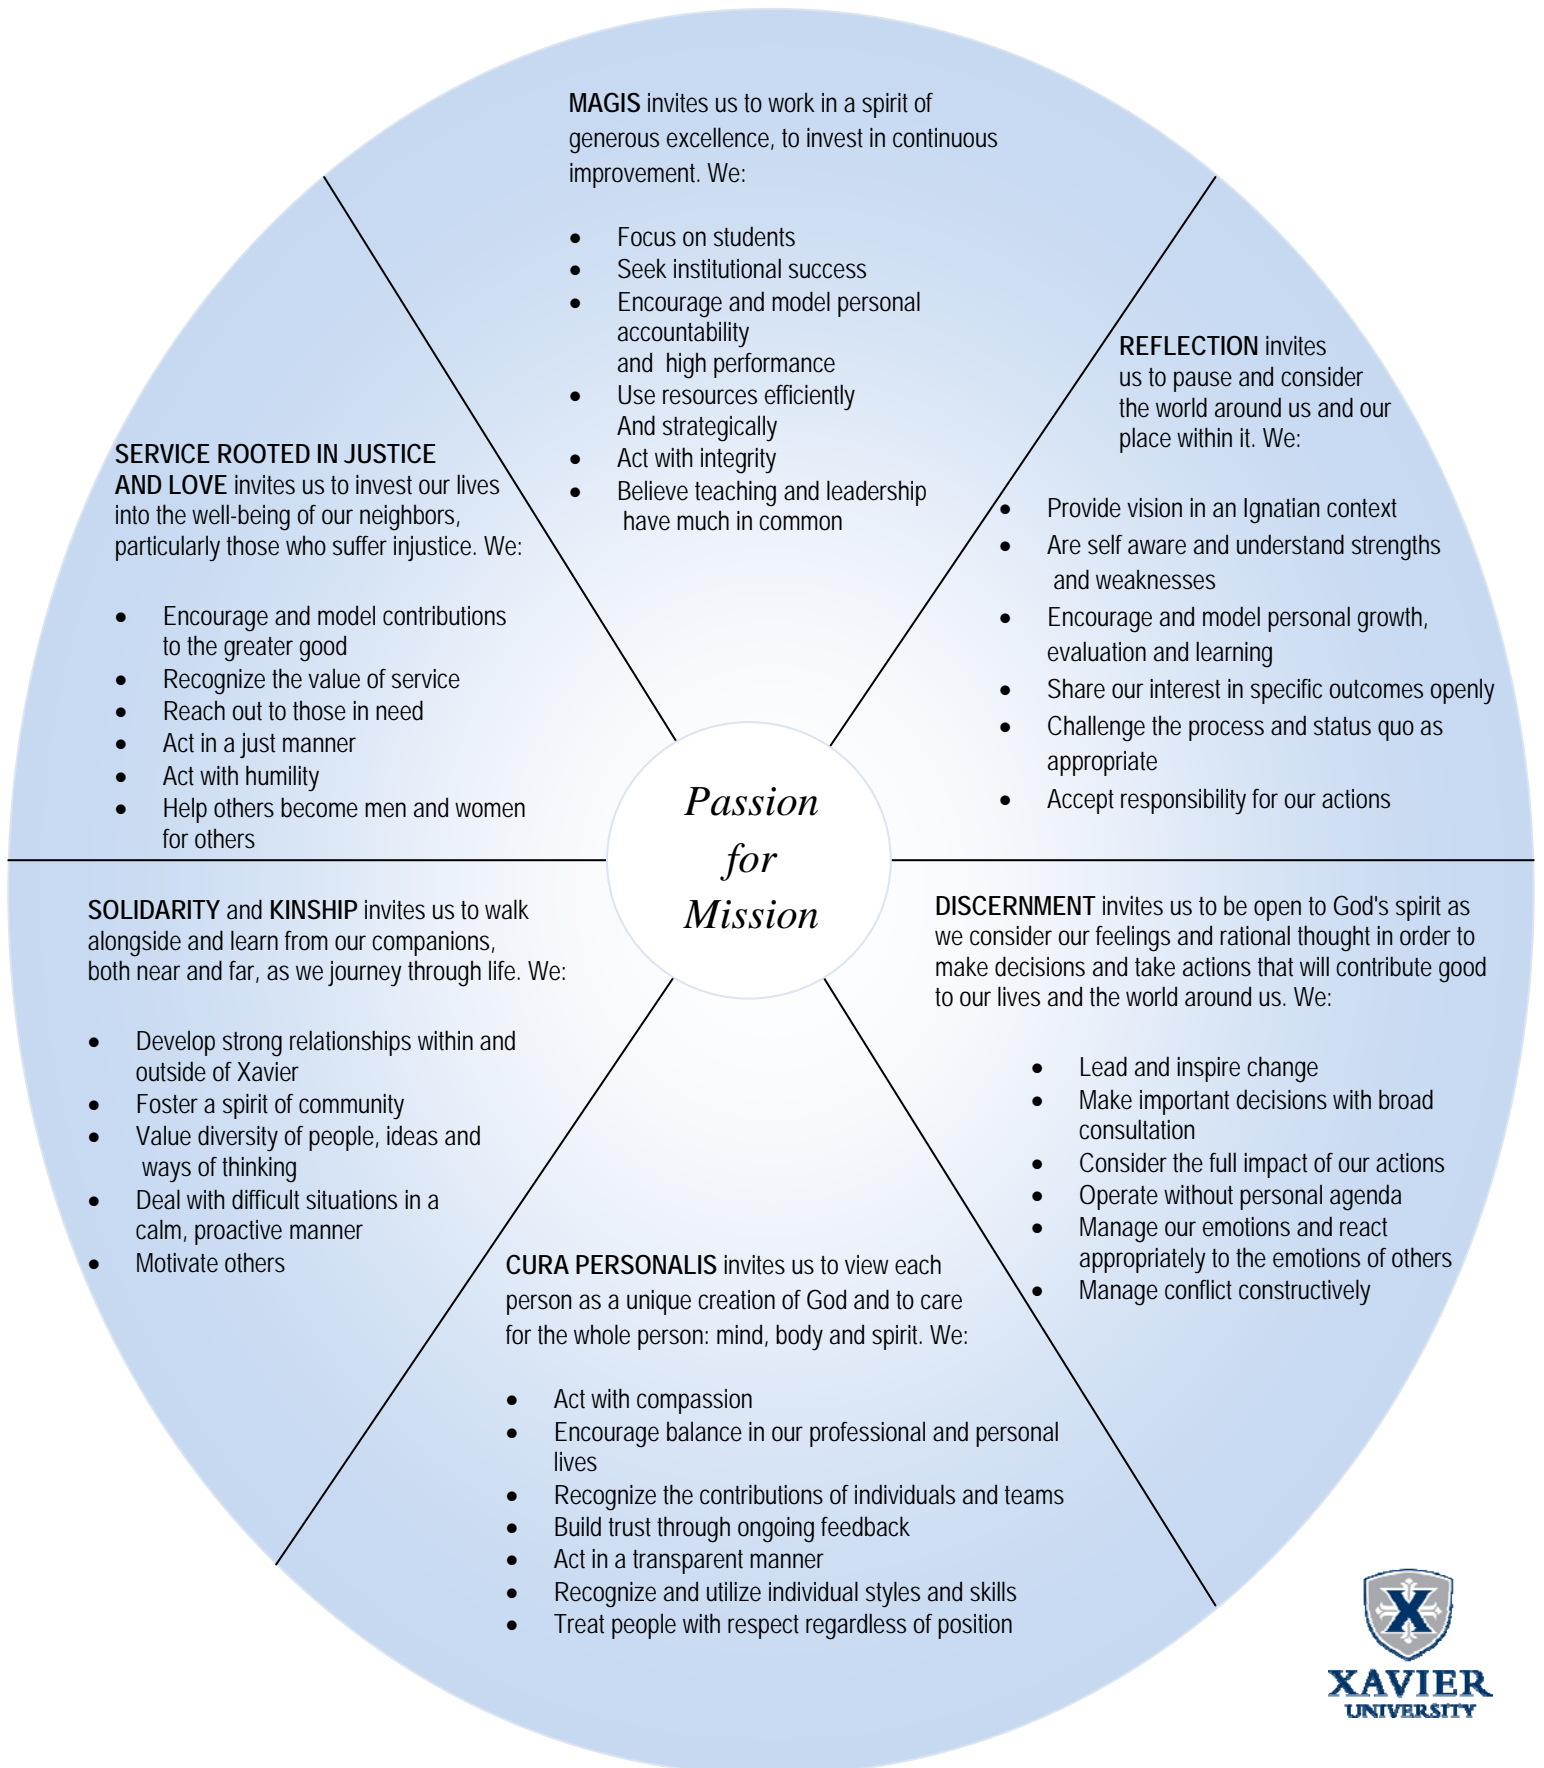 MAGIS invites us to work in a spirit of
generous excellence, to invest in continuous
improvement. We:
• Focus on students
• Seek institutional success
• Encourage and model personal
accountability
and high performance
• Use resources efficiently
And strategically
• Act with integrity
• Believe teaching and leadership
have much in common
REFLECTION invites
us to pause and consider
the world around us and our
place within it. We:
• Provide vision in an Ignatian context
• Are self aware and understand strengths
and weaknesses
• Encourage and model personal growth,
evaluation and learning
• Share our interest in specific outcomes openly
• Challenge the process and status quo as
appropriate
• Accept responsibility for our actions
DISCERNMENT invites us to be open to God's spirit as
we consider our feelings and rational thought in order to
make decisions and take actions that will contribute good
to our lives and the world around us. We:
• Lead and inspire change
• Make important decisions with broad
consultation
• Consider the full impact of our actions
• Operate without personal agenda
• Manage our emotions and react
appropriately to the emotions of others
• Manage conflict constructively
CURA PERSONALIS invites us to view each
person as a unique creation of God and to care
for the whole person: mind, body and spirit. We:
• Act with compassion
• Encourage balance in our professional and personal
lives
• Recognize the contributions of individuals and teams
• Build trust through ongoing feedback
• Act in a transparent manner
• Recognize and utilize individual styles and skills
• Treat people with respect regardless of position
SOLIDARITY and KINSHIP invites us to walk
alongside and learn from our companions,
both near and far, as we journey through life. We:
• Develop strong relationships within and
outside of Xavier
• Foster a spirit of community
• Value diversity of people, ideas and
ways of thinking
• Deal with difficult situations in a
calm, proactive manner
• Motivate others
SERVICE ROOTED IN JUSTICE
AND LOVE invites us to invest our lives
into the well-being of our neighbors,
particularly those who suffer injustice. We:
• Encourage and model contributions
to the greater good
• Recognize the value of service
• Reach out to those in need
• Act in a just manner
• Act with humility
• Help others become men and women
for others
Passion
for
Mission
X
XAVIER
UNIVERSITY